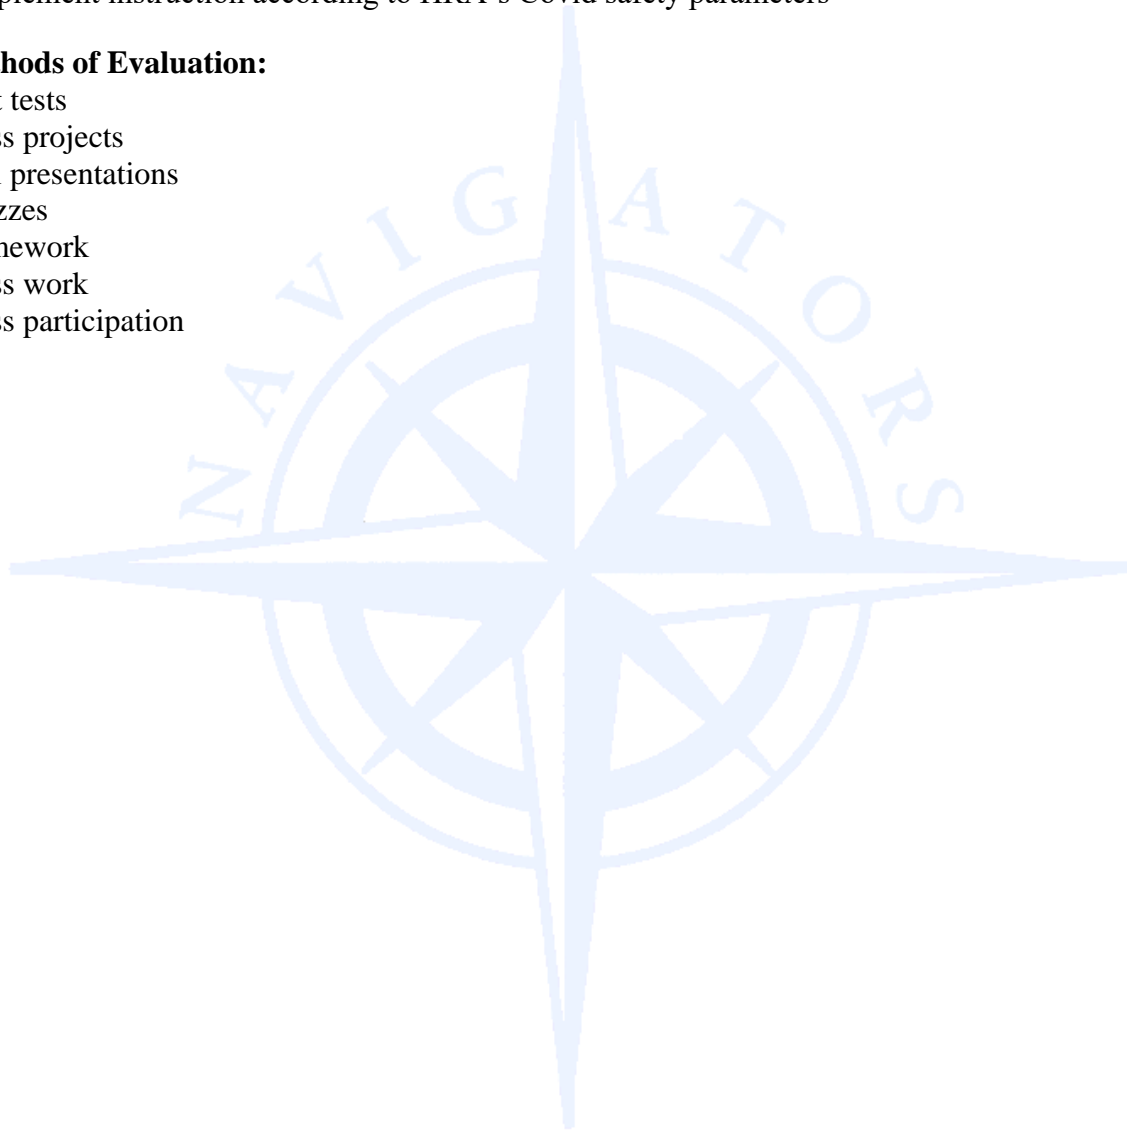 plement instruction according to HRA's Covid safety parameters
hods of Evaluation:
t tests
ss projects
l presentations
zzes
nework
ss work
ss participation
NAVIGATORS